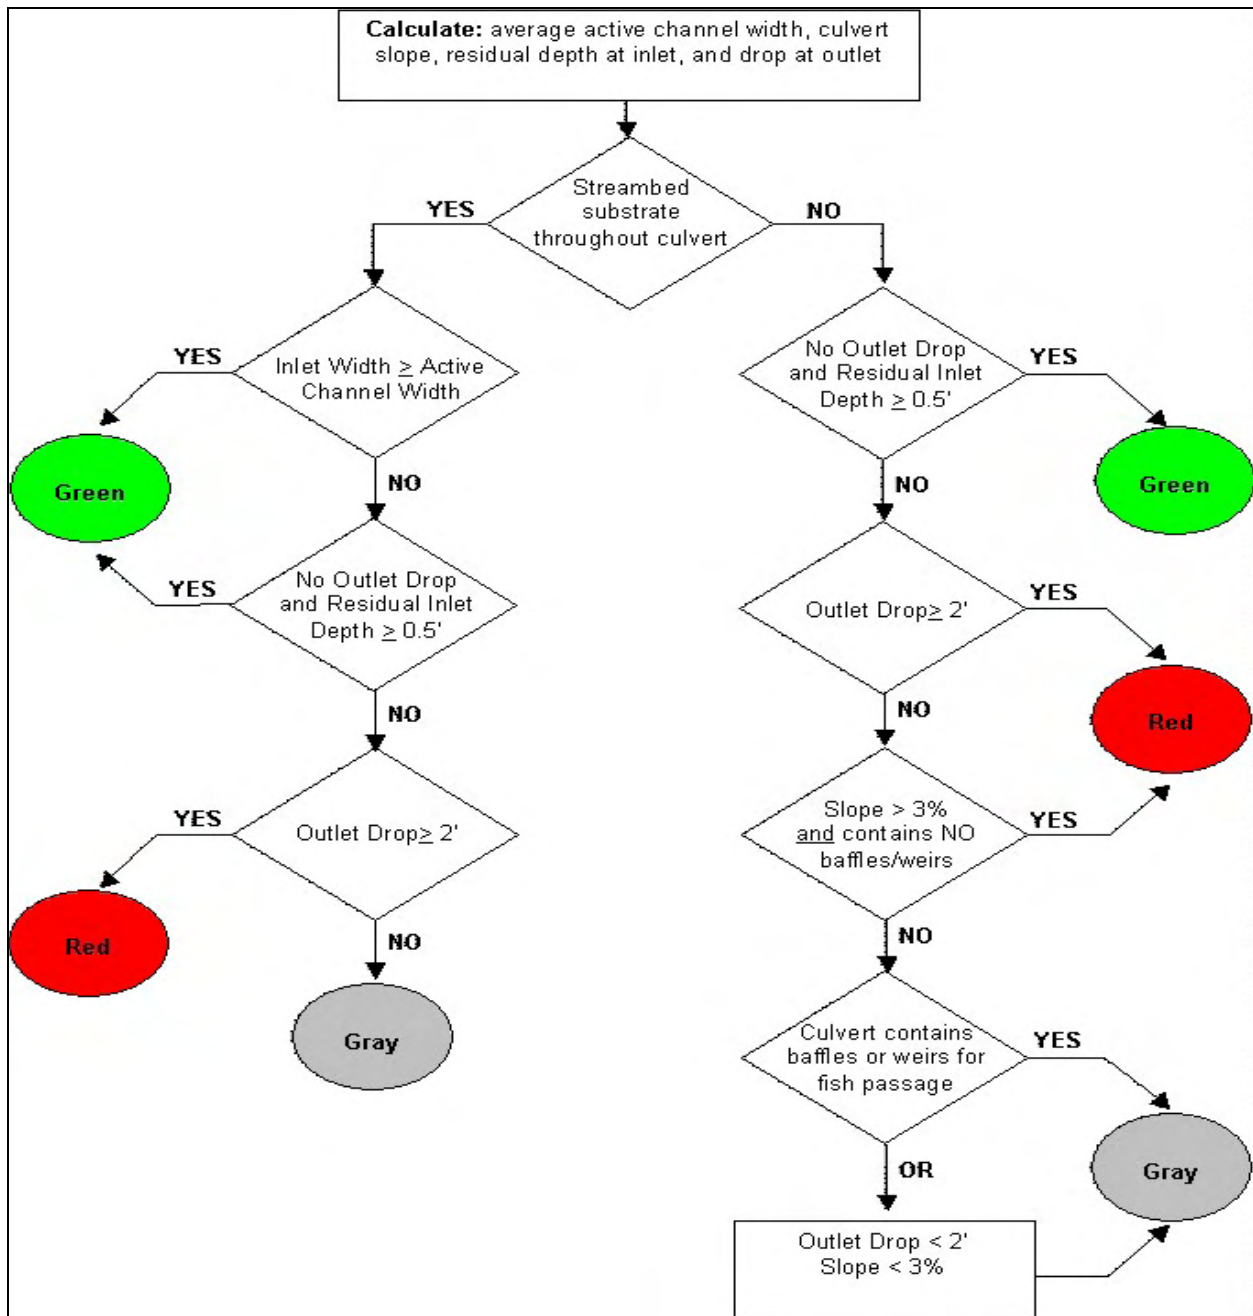 Calculate: average active channel width, culvert
slope, residual depth at inlet, and drop at outlet
Streambed
substrate
throughout culvert
YES
NO
Inlet Width ≥ Active
Channel Width
YES
NO
Green
No Outlet Drop
and Residual Inlet
Depth ≥ 0.5'
YES
NO
Outlet Drop≥ 2'
YES
NO
Red
Gray
No Outlet Drop
and Residual Inlet
Depth ≥ 0.5'
YES
NO
Green
Outlet Drop≥ 2'
YES
NO
Red
Slope > 3%
and contains NO
baffles/weirs
YES
NO
Culvert contains
baffles or weirs for
fish passage
YES
OR
Gray
Outlet Drop < 2'
Slope < 3%